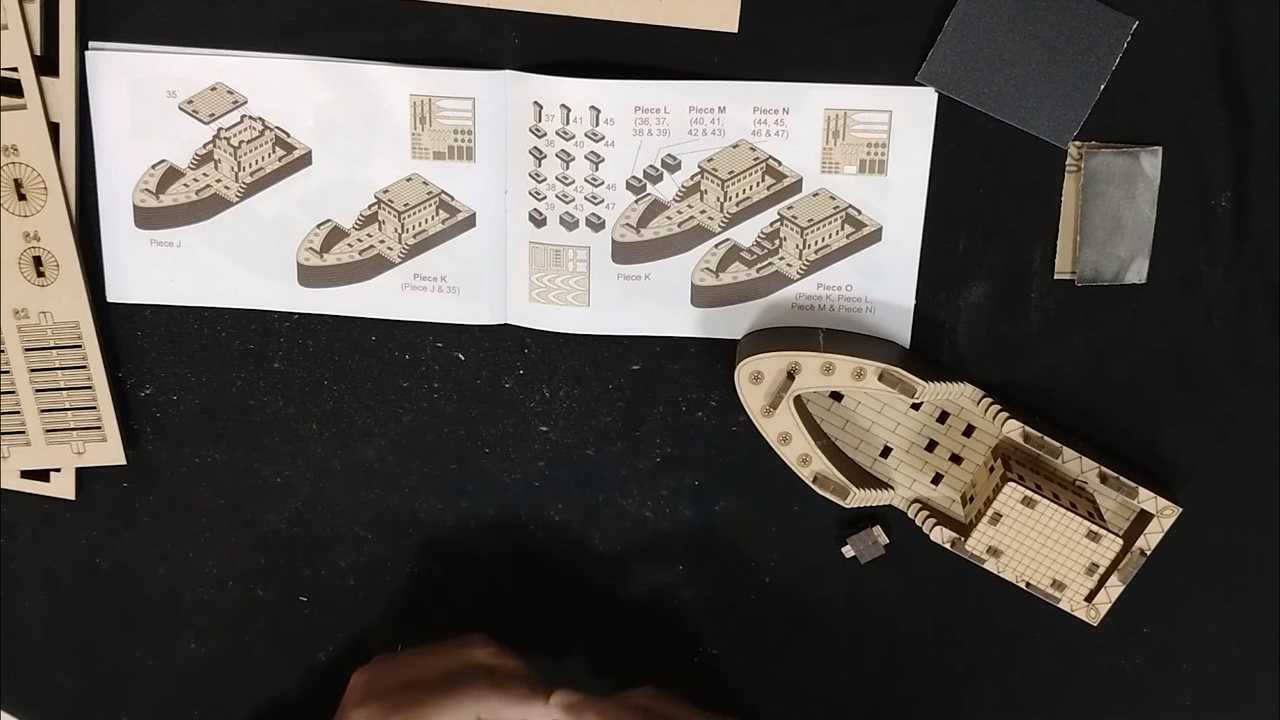 35
Piece J
Piece K
(Piece J & 35)
37
41
45
36
40
44
38
42
46
39
43
47
Piece L
(36, 37,
38 & 39)
Piece M
(40, 41,
42 & 43)
Piece N
(44, 45,
46 & 47)
Piece K
Piece O
(Piece K, Piece L,
Piece M & Piece N)
64
62